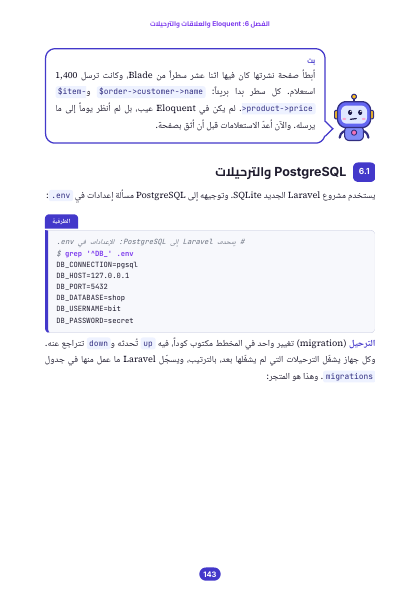 الفصل 6: Eloquent والعلاقات والترحيلات
بت
أبطأ صفحة نشرتها كان فيها اثنا عشر سطراً من Blade، وكانت ترسل 1,400
استعلام. كل سطر بدا بريئاً: $order->customer->name و $item-
>product->price. لم يكن في Eloquent عيب، بل لم أنظر يوماً إلى ما
يرسله. والآن أعدّ الاستعلامات قبل أن أثق بصفحة.
6.1 PostgreSQL والترحيلات
يستخدم مشروع Laravel الجديد SQLite. وتوجيهه إلى PostgreSQL مسألة إعدادات في .env:
الطرفية
# يتحدث Laravel إلى PostgreSQL: الإعدادات في .env
$ grep '^DB_' .env
DB_CONNECTION=pgsql
DB_HOST=127.0.0.1
DB_PORT=5432
DB_DATABASE=shop
DB_USERNAME=bit
DB_PASSWORD=secret
الترحيل (migration) تغيير واحد في المخطط مكتوب كوداً، فيه up تُحدثه و down تتراجع عنه.
وكل جهاز يشغّل الترحيلات التي لم يشغّلها بعد، بالترتيب، ويسجّل Laravel ما عمل منها في جدول
migrations. وهذا هو المتجر:
143